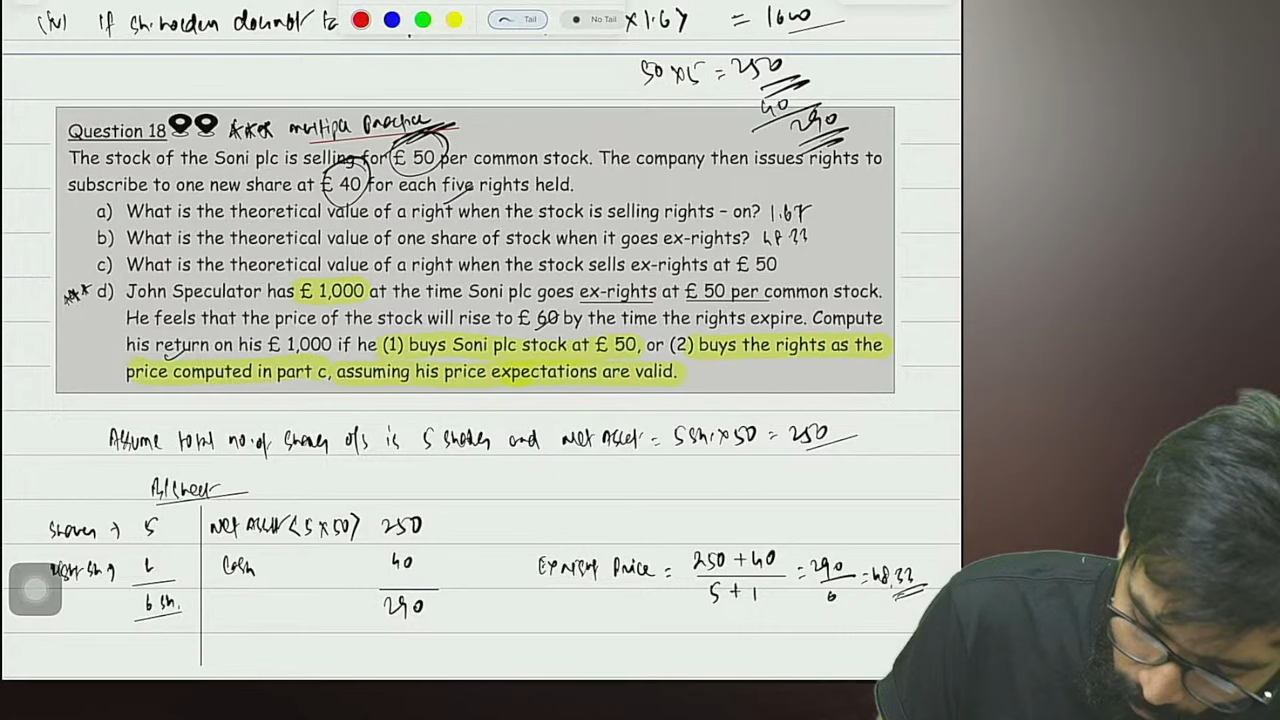 (iv) if sh.holder does not × 1.67 = 1600
Tail
No Tail
50 × 5 = 250
40
290
Question 18 *** multiple practice
The stock of the Soni plc is selling for £ 50 per common stock. The company then issues rights to
subscribe to one new share at £ 40 for each five rights held.
a) What is the theoretical value of a right when the stock is selling rights – on? 1.67
b) What is the theoretical value of one share of stock when it goes ex-rights? 48.33
c) What is the theoretical value of a right when the stock sells ex-rights at £ 50
*** d) John Speculator has £ 1,000 at the time Soni plc goes ex-rights at £ 50 per common stock.
He feels that the price of the stock will rise to £ 60 by the time the rights expire. Compute
his return on his £ 1,000 if he (1) buys Soni plc stock at £ 50, or (2) buys the rights as the
price computed in part c, assuming his price expectations are valid.
Assume total no. of shares o/s is 5 shares and Net Asset = 5 sh. × 50 = 250
B/Sheet
Shares → 5 Net Asset (5 × 50) 250
Right sh → 1 Cash 40
6 sh. 290
Ex right Price = 250 + 40 / 5 + 1 = 290 / 6 = 48.33